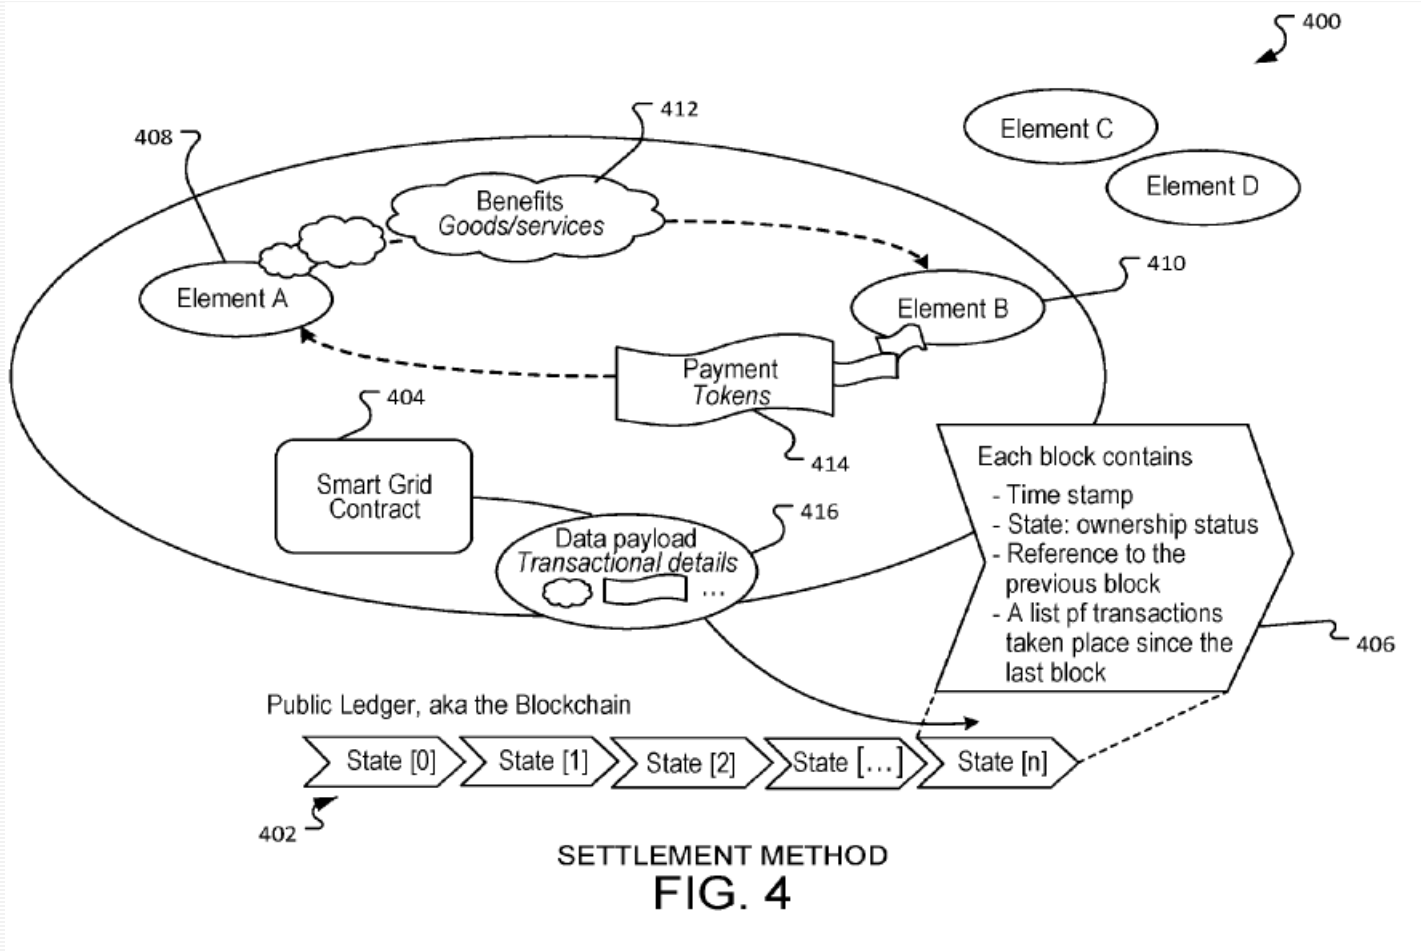 400
Element C
Element D
412
408
Benefits
Goods/services
410
Element A
Element B
Payment
Tokens
404
414
Smart Grid
Contract
416
Data payload
Transactional details
...
Each block contains
- Time stamp
- State: ownership status
- Reference to the
previous block
- A list pf transactions
taken place since the
last block
406
Public Ledger, aka the Blockchain
State [0]
State [1]
State [2]
State [...]
State [n]
402
SETTLEMENT METHOD
FIG. 4